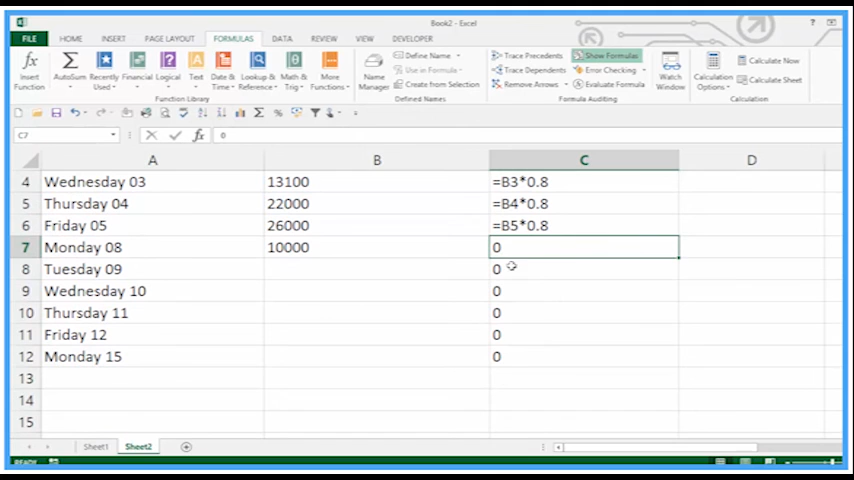 Book2 - Excel
FILE HOME INSERT PAGE LAYOUT FORMULAS DATA REVIEW VIEW DEVELOPER
fx Σ ? A
Insert Function AutoSum Recently Used Financial Logical Text Date & Time Lookup & Reference Math & Trig More Functions
Function Library
Name Manager
Define Name
Use in Formula
Create from Selection
Defined Names
Trace Precedents Show Formulas
Trace Dependents Error Checking
Remove Arrows Evaluate Formula
Watch Window
Formula Auditing
Calculation Options
Calculate Now
Calculate Sheet
Calculation
C7 fx 0
A B C D
4 Wednesday 03 13100 =B3*0.8
5 Thursday 04 22000 =B4*0.8
6 Friday 05 26000 =B5*0.8
7 Monday 08 10000 0
8 Tuesday 09 0
9 Wednesday 10 0
10 Thursday 11 0
11 Friday 12 0
12 Monday 15 0
13
14
15
Sheet1 Sheet2